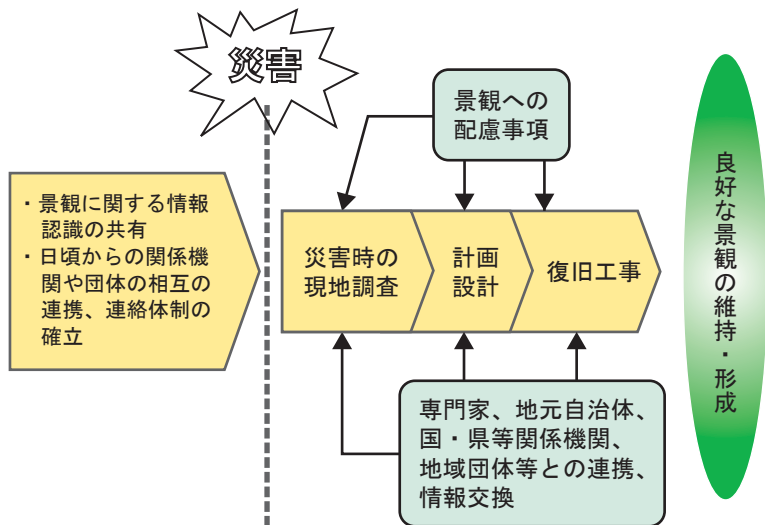 災害
景観への
配慮事項
・景観に関する情報
認識の共有
・日頃からの関係機
関や団体の相互の
連携、連絡体制の
確立
災害時の
現地調査
計画
設計
復旧工事
専門家、地元自治体、
国・県等関係機関、
地域団体等との連携、
情報交換
良好な景観の維持・形成